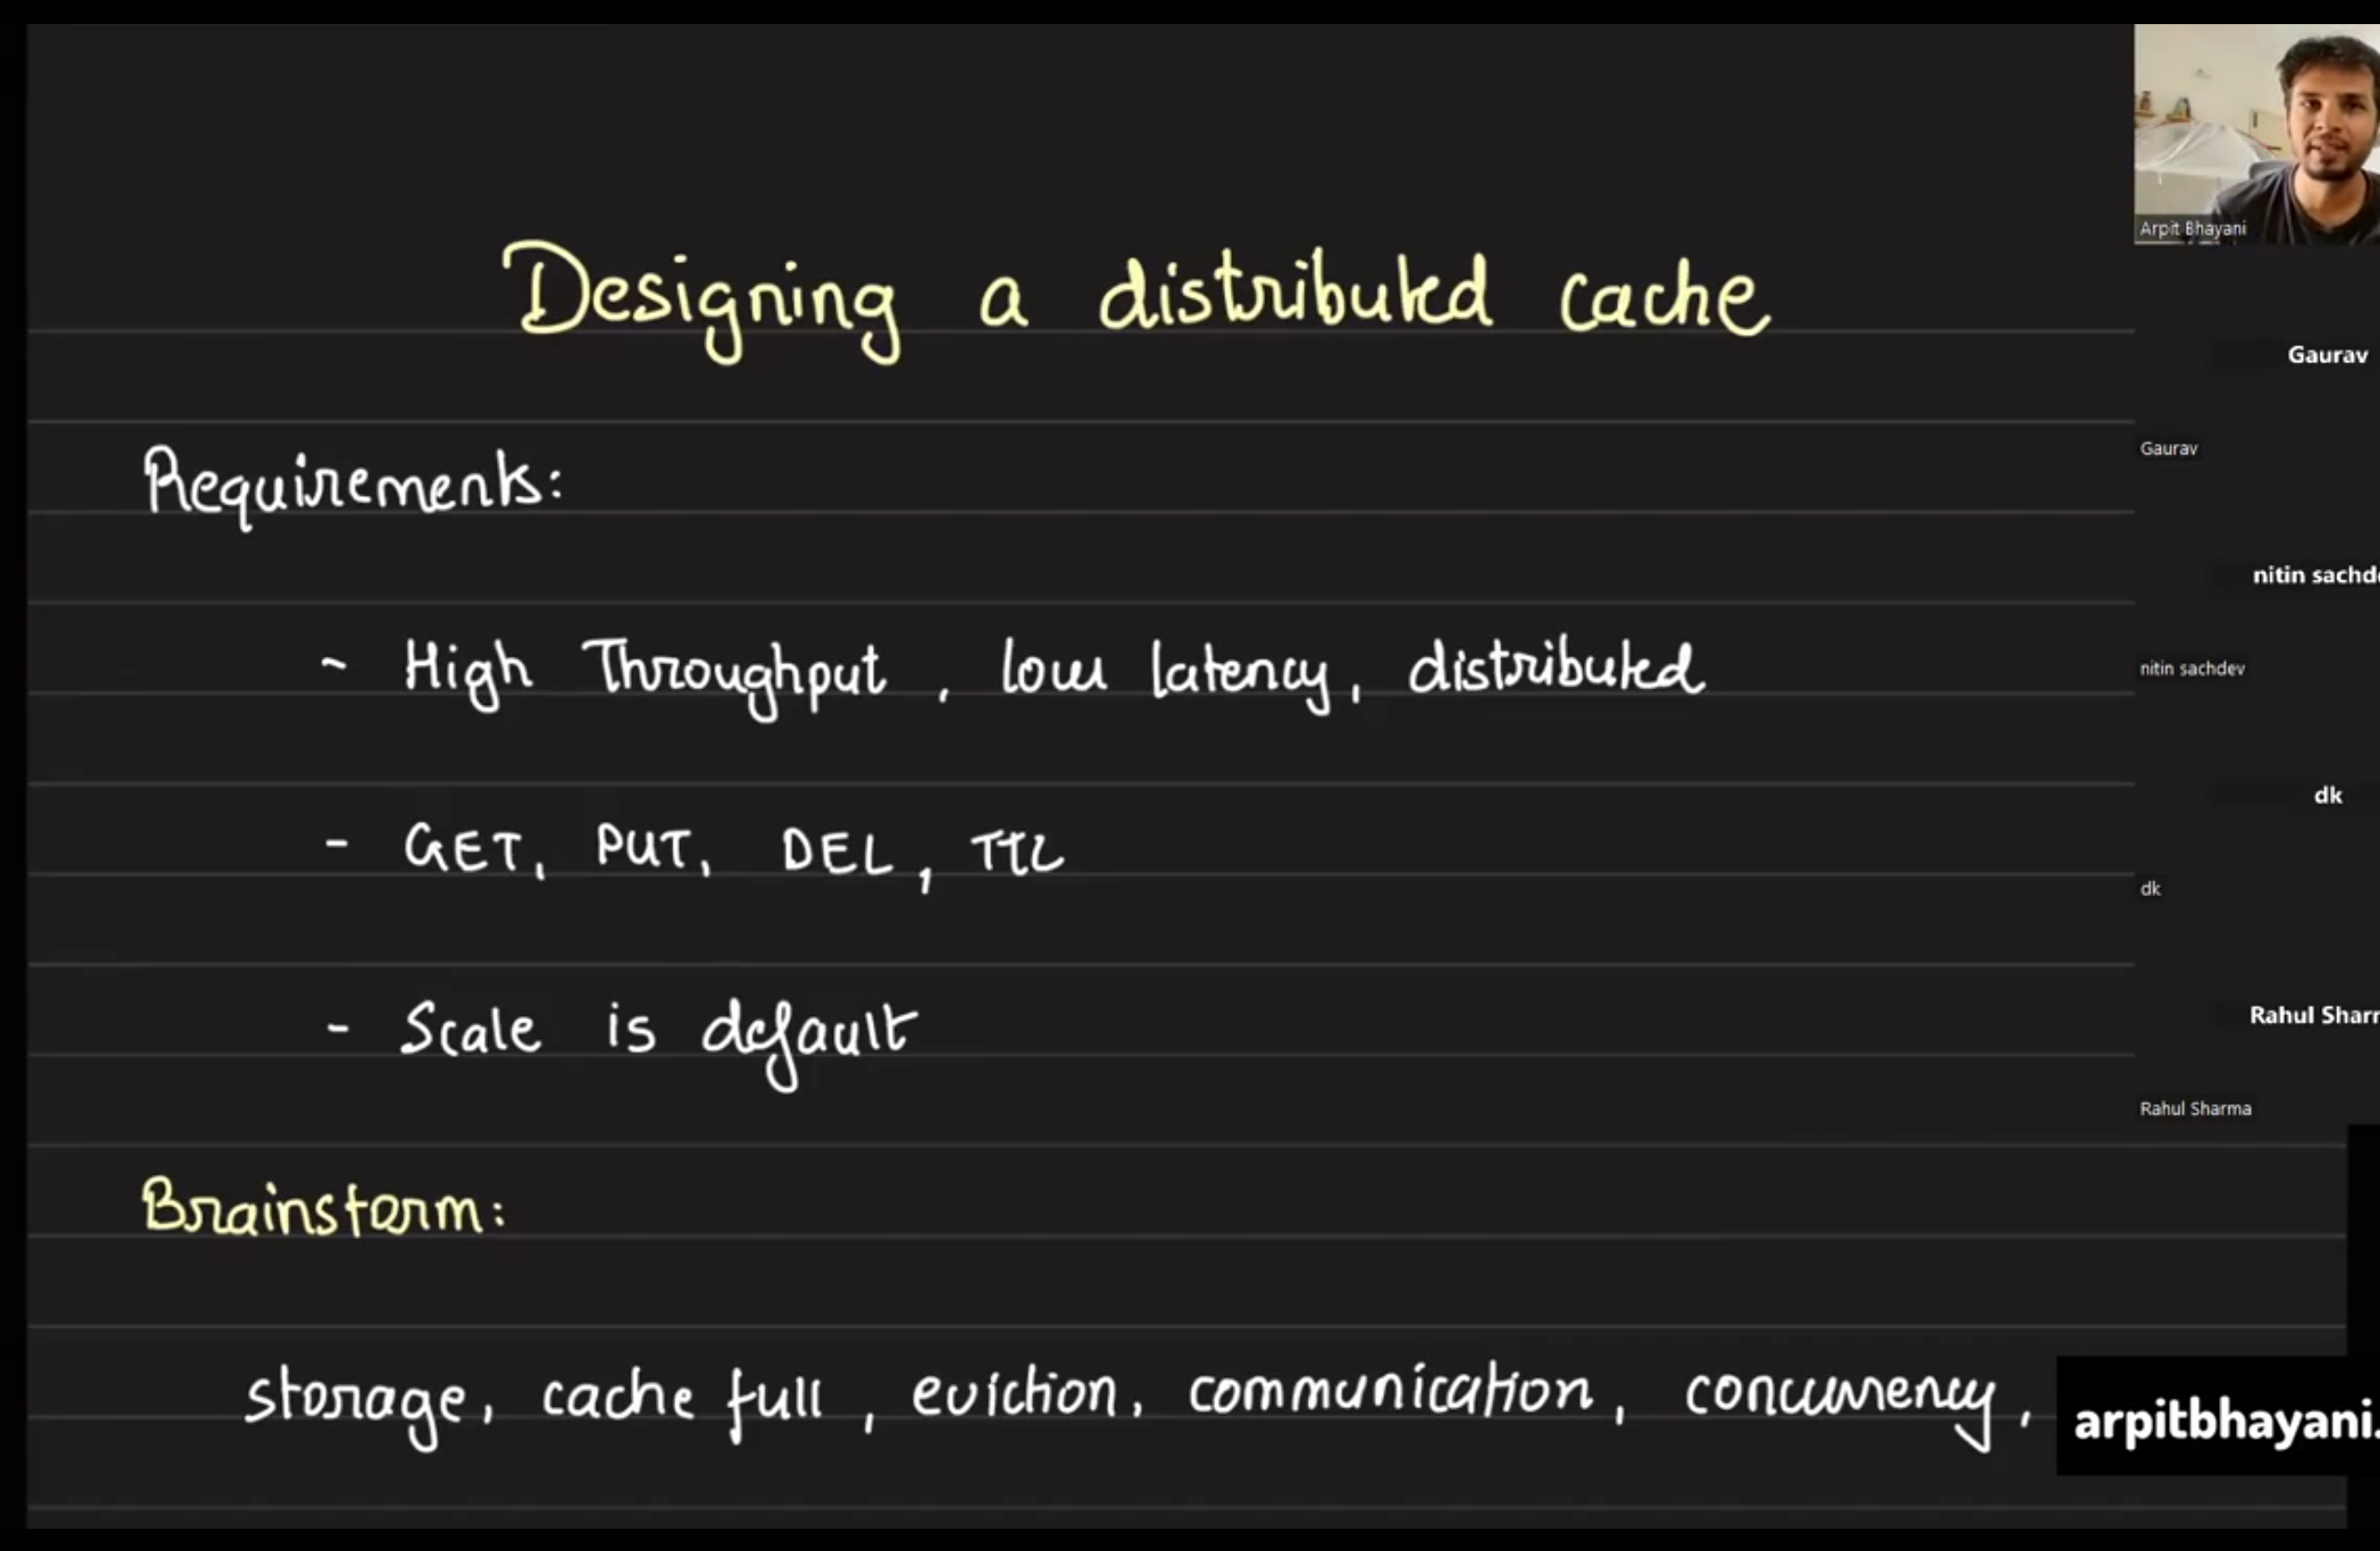 Arpit Bhayani
Designing a distributed cache
Gaurav
Gaurav
Requirements:
nitin sachd
- High Throughput, low latency, distributed
nitin sachdev
dk
- GET, PUT, DEL, TTL
dk
- Scale is default
Rahul Shar
Rahul Sharma
Brainstorm:
storage, cache full, eviction, communication, concurrency,
arpitbhayani.